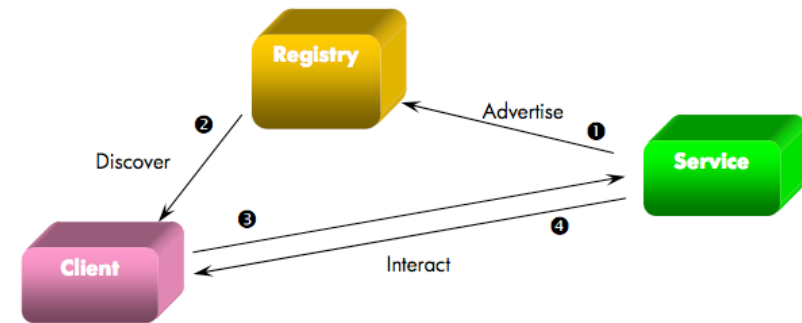 Registry
Advertise
❷
❶
Discover
Service
❸
❹
Client
Interact